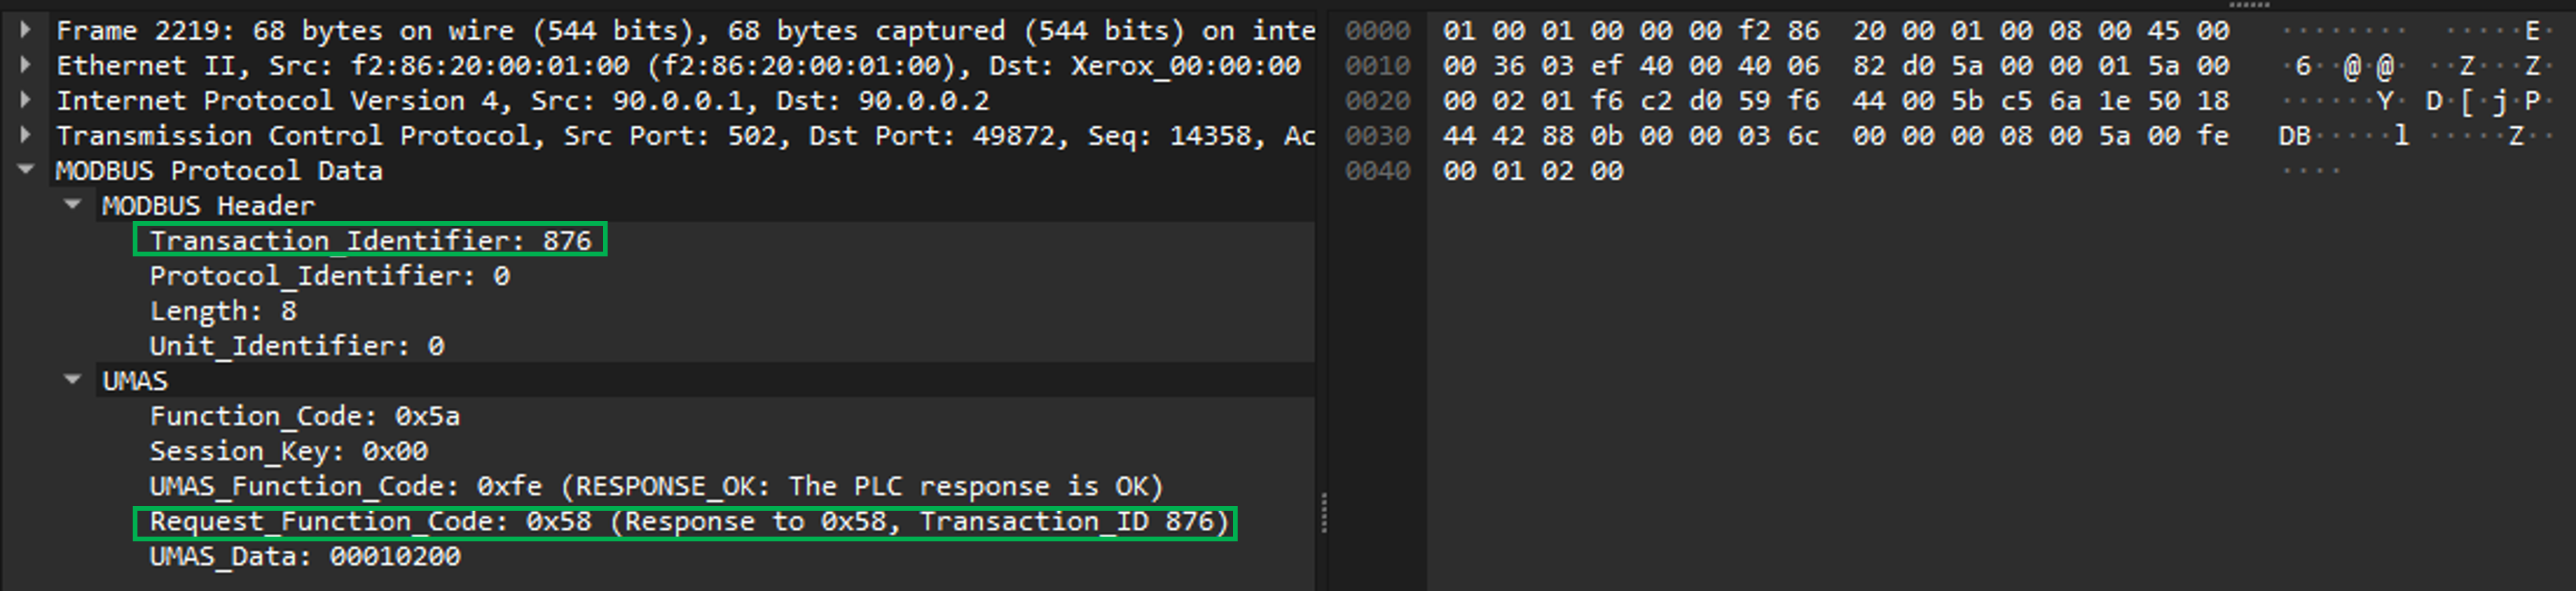 Frame 2219: 68 bytes on wire (544 bits), 68 bytes captured (544 bits) on inte
Ethernet II, Src: f2:86:20:00:01:00 (f2:86:20:00:01:00), Dst: Xerox_00:00:00
Internet Protocol Version 4, Src: 90.0.0.1, Dst: 90.0.0.2
Transmission Control Protocol, Src Port: 502, Dst Port: 49872, Seq: 14358, Ac
MODBUS Protocol Data
MODBUS Header
Transaction_Identifier: 876
Protocol_Identifier: 0
Length: 8
Unit_Identifier: 0
UMAS
Function_Code: 0x5a
Session_Key: 0x00
UMAS_Function_Code: 0xfe (RESPONSE_OK: The PLC response is OK)
Request_Function_Code: 0x58 (Response to 0x58, Transaction_ID 876)
UMAS_Data: 00010200
0000 01 00 01 00 00 00 f2 86 20 00 01 00 08 00 45 00 ········ ·····E·
0010 00 36 03 ef 40 00 40 06 82 d0 5a 00 00 01 5a 00 ·6··@·@· ··Z···Z·
0020 00 02 01 f6 c2 d0 59 f6 44 00 5b c5 6a 1e 50 18 ······Y· D·[·j·P·
0030 44 42 88 0b 00 00 03 6c 00 00 00 08 00 5a 00 fe DB·····l ·····Z··
0040 00 01 02 00 ····